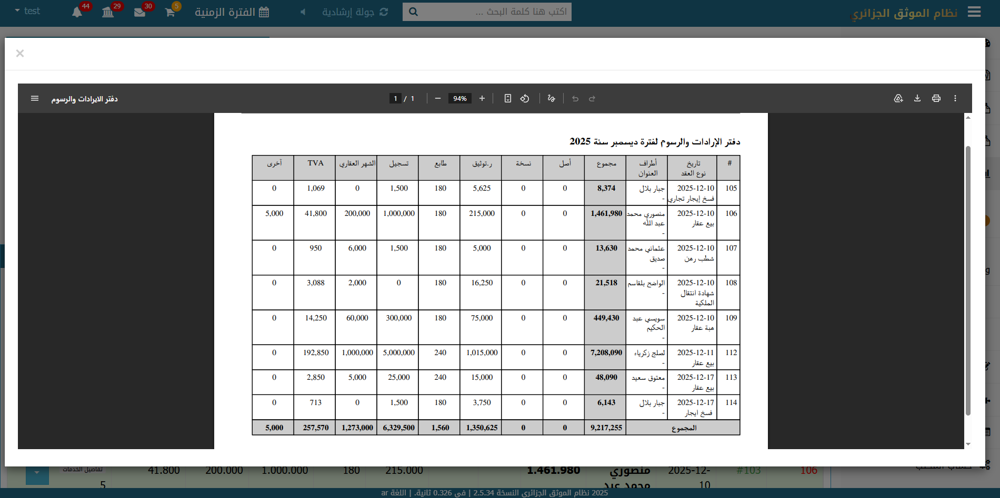 نظام الموثق الجزائري
اكتب هنا كلمة البحث ...
جولة إرشادية
الفترة الزمنية
5
30
29
44
test
×
دفتر الايرادات والرسوم
1 / 1
94%
دفتر الإرادات والرسوم لفترة ديسمبر سنة 2025
# تاريخ نوع العقد أطراف العنوان مجموع أصل نسخة ر.توثيق طابع تسجيل الشهر العقاري TVA آخرى
105 2025-12-10 فسخ إيجار تجاري جبار بلال - 8,374 0 0 5,625 180 1,500 0 1,069 0
106 2025-12-10 بيع عقار منصوري محمد عبد الله - 1,461,980 0 0 215,000 180 1,000,000 200,000 41,800 5,000
107 2025-12-10 شطب رهن عثماني محمد صديق - 13,630 0 0 5,000 180 1,500 6,000 950 0
108 2025-12-10 شهادة انتقال الملكية الواضح بلقاسم - 21,518 0 0 16,250 180 0 2,000 3,088 0
109 2025-12-10 هبة عقار سويسي عبد الحكيم - 449,430 0 0 75,000 180 300,000 60,000 14,250 0
112 2025-12-11 بيع عقار لصلج زكرياء - 7,208,090 0 0 1,015,000 240 5,000,000 1,000,000 192,850 0
113 2025-12-17 بيع عقار معتوق سعيد - 48,090 0 0 15,000 240 25,000 5,000 2,850 0
114 2025-12-17 فسخ ايجار جبار بلال - 6,143 0 0 3,750 180 1,500 0 713 0
المجموع 9,217,255 0 0 1,350,625 1,560 6,329,500 1,273,000 257,570 5,000
106 #103 2025-12- منصوري 1.461.980 215.000 180 1.000.000 200.000 41.800 تفاصيل الخدمات
10 محمد عبد 5
2025 نظام الموثق الجزائري النسخة 2.5.34 | في 0.326 ثانية. | اللغة ar